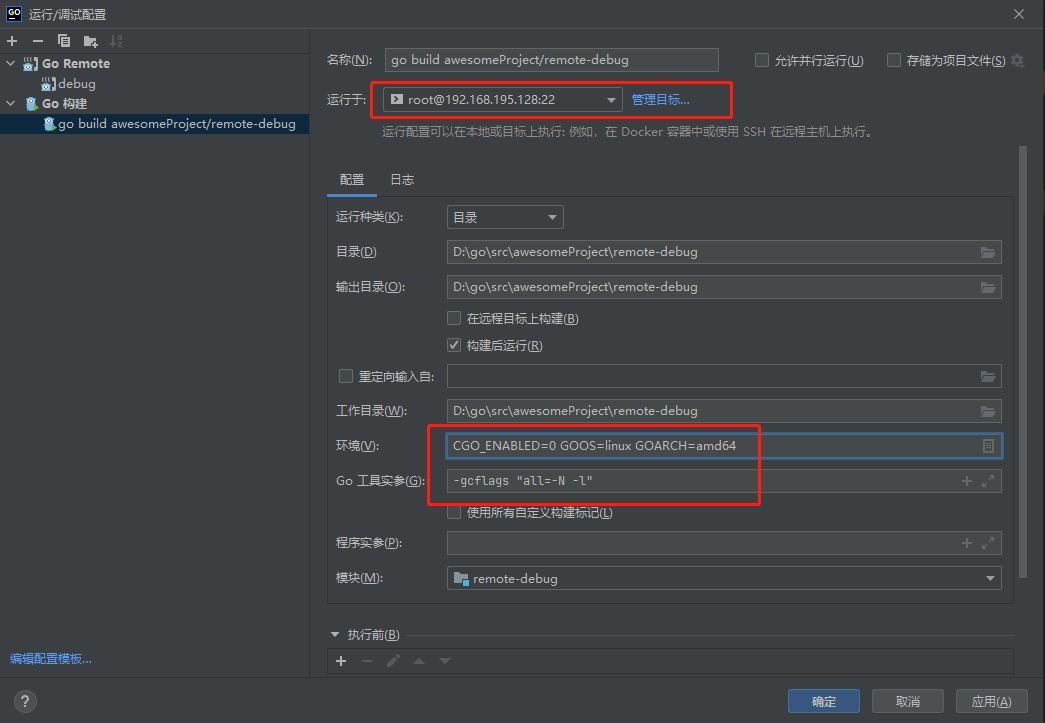 GO 运行/调试配置
Go Remote
debug
Go 构建
go build awesomeProject/remote-debug
编辑配置模板...
?
名称(N): go build awesomeProject/remote-debug 允许并行运行(U) 存储为项目文件(S)
运行于: root@192.168.195.128:22 管理目标...
运行配置可以在本地或目标上执行: 例如，在 Docker 容器中或使用 SSH 在远程主机上执行。
配置 日志
运行种类(K): 目录
目录(D) D:\go\src\awesomeProject\remote-debug
输出目录(O): D:\go\src\awesomeProject\remote-debug
在远程目标上构建(B)
构建后运行(R)
重定向输入自:
工作目录(W): D:\go\src\awesomeProject\remote-debug
环境(V): CGO_ENABLED=0 GOOS=linux GOARCH=amd64
Go 工具实参(G): -gcflags "all=-N -l"
使用所有自定义构建标记(L)
程序实参(P):
模块(M): remote-debug
执行前(B)
确定 取消 应用(A)